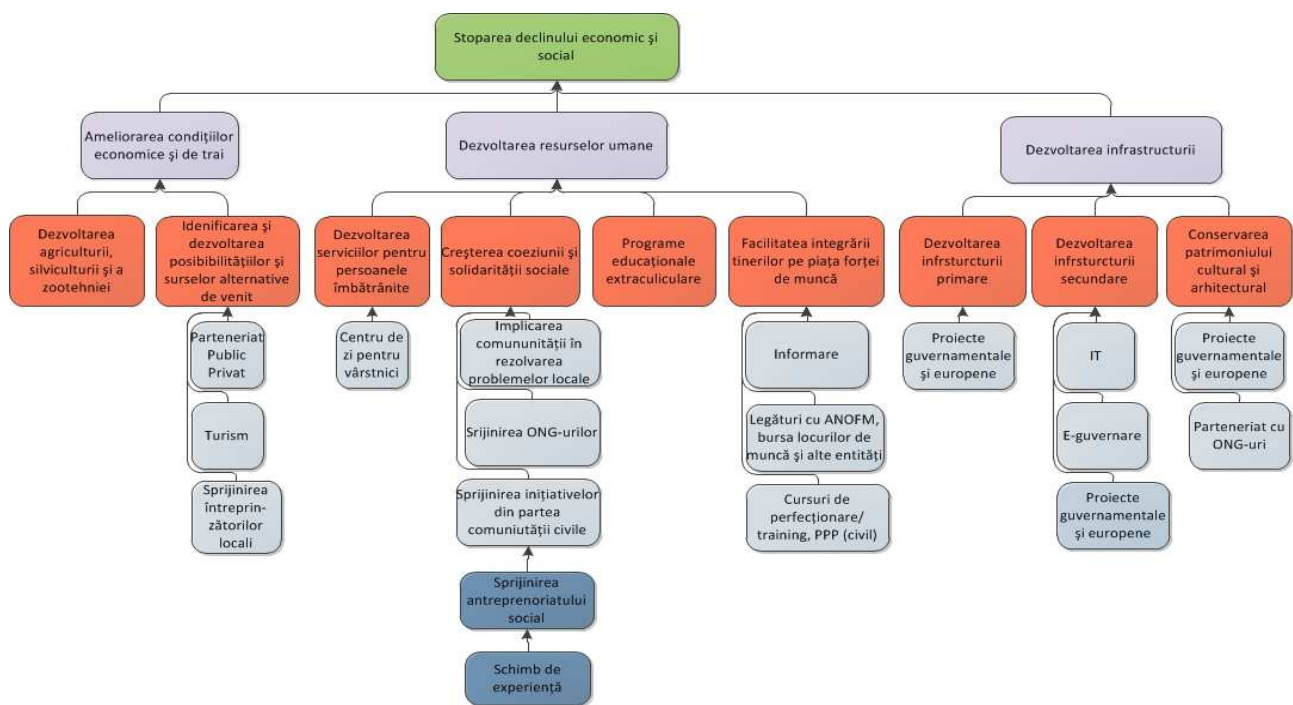 Stoparea declinului economic și
social
Ameliorarea condițiilor
economice și de trai
Dezvoltarea resurselor umane
Dezvoltarea infrastructurii
Dezvoltarea
agriculturii,
silviculturii și a
zootehniei
Idenificarea și
dezvoltarea
posibibilităților și
surselor alternative
de venit
Dezvoltarea
serviciilor pentru
persoanele
îmbătrânite
Creșterea coeziunii și
solidarității sociale
Programe
educaționale
extraculiculare
Facilitatea integrării
tinerilor pe piața forței
de muncă
Dezvoltarea
infrsturcturii
primare
Dezvoltarea
infrsturcturii
secundare
Conservarea
patrimoniului
cultural și
arhitectural
Parteneriat
Public
Privat
Turism
Sprijinirea
întreprin-
zătorilor
locali
Centru de
zi pentru
vârstnici
Implicarea
comununității în
rezolvarea
problemelor locale
Srijinirea ONG-urilor
Sprijinirea inițiativelor
din partea
comuniutății civile
Sprijinirea
antreprenoriatului
social
Schimb de
experiență
Informare
Legături cu ANOFM,
bursa locurilor de
muncă și alte entități
Cursuri de
perfecționare/
training, PPP (civil)
Proiecte
guvernamentale
și europene
IT
E-guvernare
Proiecte
guvernamentale
și europene
Proiecte
guvernamentale
și europene
Parteneriat cu
ONG-uri